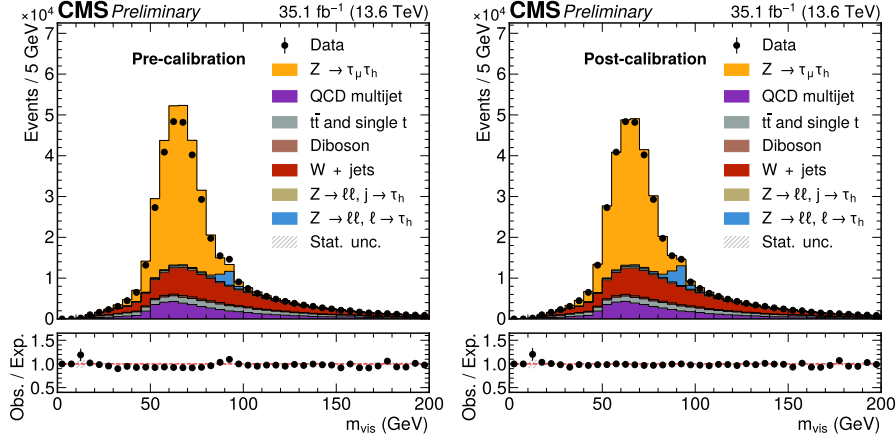 CMS Preliminary 35.1 fb⁻¹ (13.6 TeV)
×10⁴
Events / 5 GeV
7
6
5
4
3
2
1
0
Pre-calibration
Data
Z → τμτh
QCD multijet
tt̄ and single t
Diboson
W + jets
Z → ℓℓ, j → τh
Z → ℓℓ, ℓ → τh
Stat. unc.
Obs. / Exp.
1.5
1.0
0.5
0 50 100 150 200
mvis (GeV)
CMS Preliminary 35.1 fb⁻¹ (13.6 TeV)
×10⁴
Events / 5 GeV
7
6
5
4
3
2
1
0
Post-calibration
Data
Z → τμτh
QCD multijet
tt̄ and single t
Diboson
W + jets
Z → ℓℓ, j → τh
Z → ℓℓ, ℓ → τh
Stat. unc.
Obs. / Exp.
1.5
1.0
0.5
0 50 100 150 200
mvis (GeV)